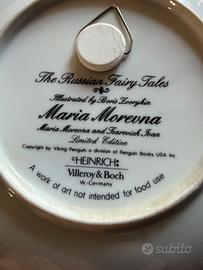 The Russian Fairy Tales
Illustrated by Boris Zvorykin
Maria Morevna
Maria Morevna and Tsarevich Ivan
Limited Edition
Copyright by Viking Penguin, a division of Penguin Books USA Inc.
HEINRICH:
Villeroy & Boch
W.-Germany
A work of art not intended for food use
subito